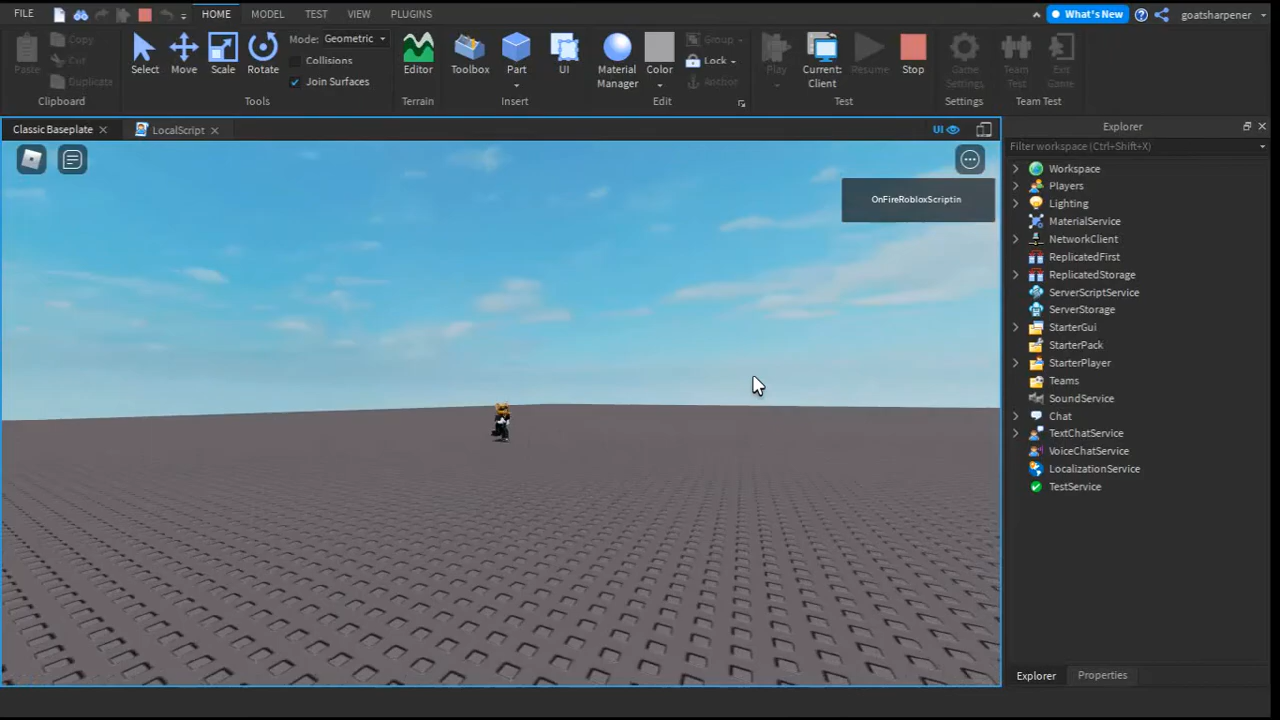 FILE HOME MODEL TEST VIEW PLUGINS What's New goatsharpener
Paste Copy Cut Duplicate Clipboard
Select Move Scale Rotate Tools
Mode: Geometric
Collisions
Join Surfaces
Editor Terrain
Toolbox Part UI Insert
Material Manager Color Group Lock Anchor Edit
Play Current: Client Resume Stop Test
Game Settings Settings
Team Test Exit Game Team Test
Classic Baseplate LocalScript UI
OnFireRobloxScriptin
Explorer
Filter workspace (Ctrl+Shift+X)
Workspace
Players
Lighting
MaterialService
NetworkClient
ReplicatedFirst
ReplicatedStorage
ServerScriptService
ServerStorage
StarterGui
StarterPack
StarterPlayer
Teams
SoundService
Chat
TextChatService
VoiceChatService
LocalizationService
TestService
Explorer Properties